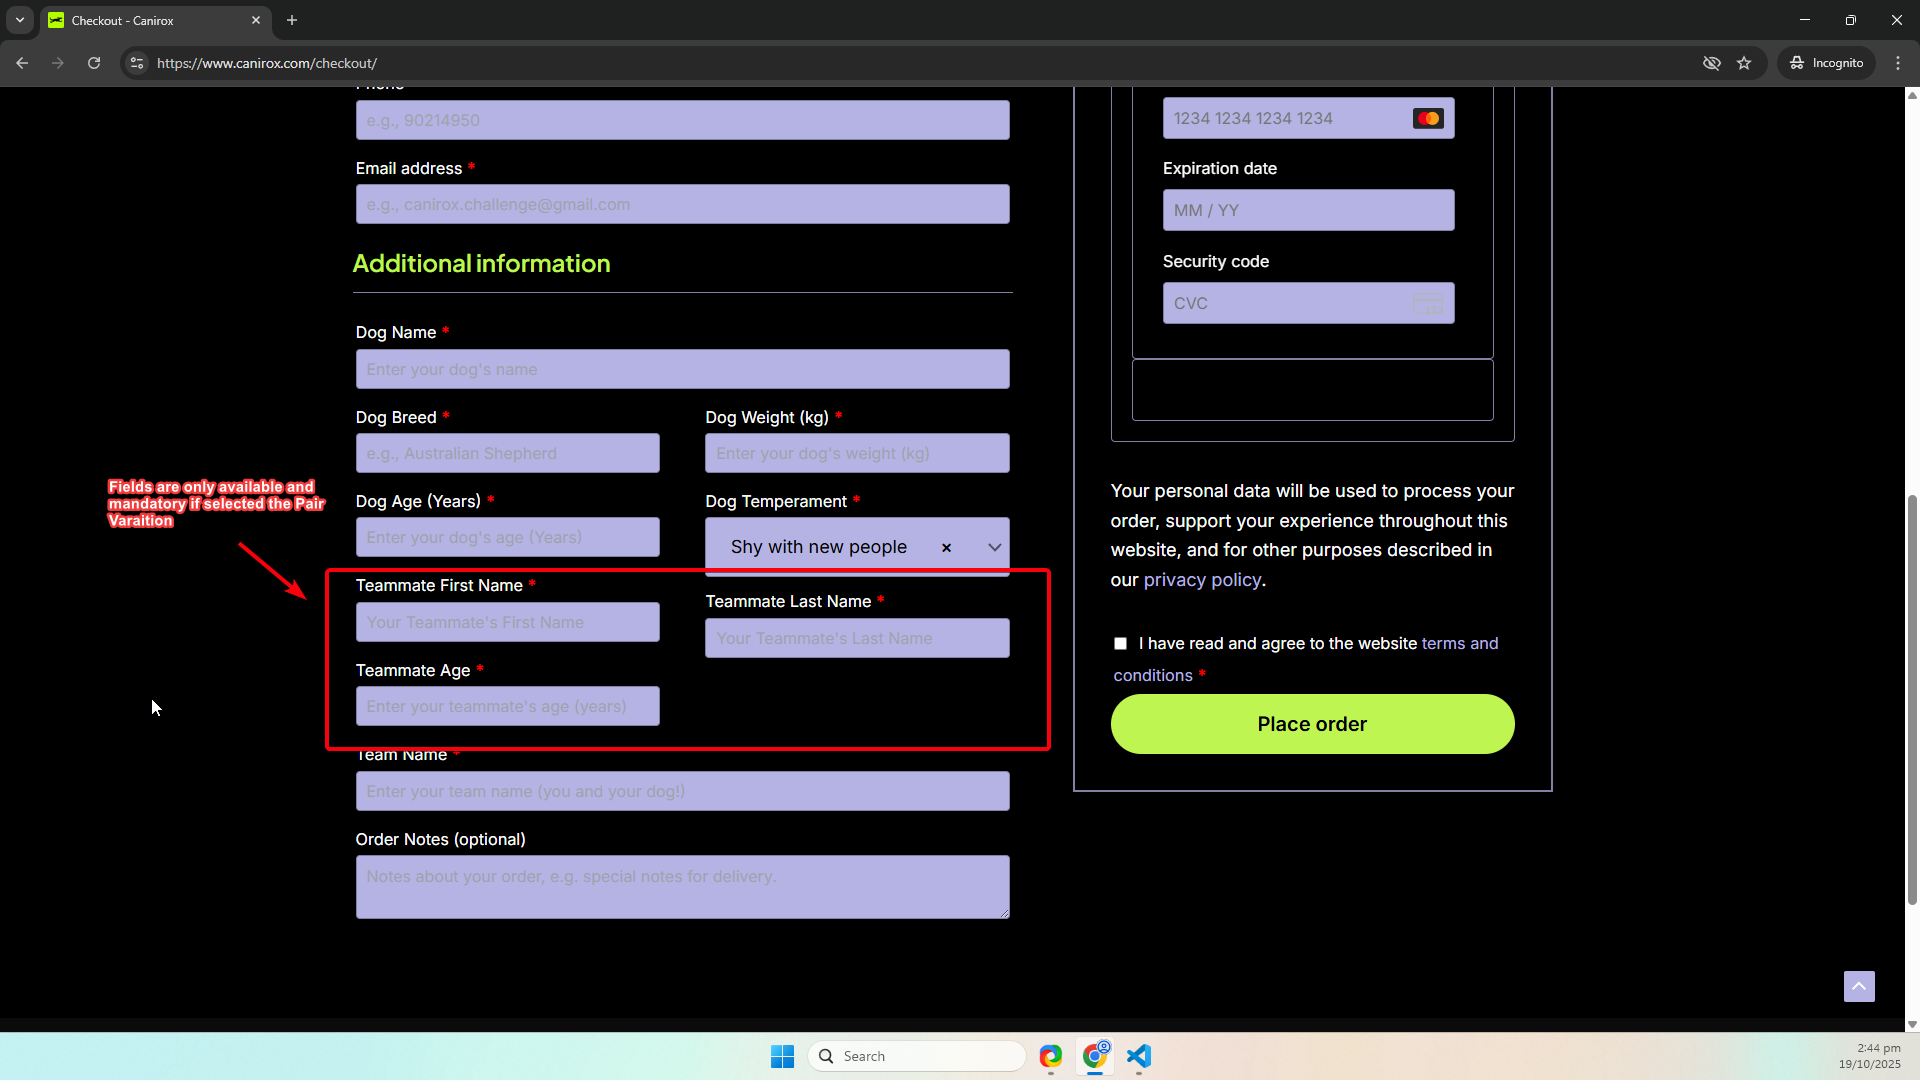 Checkout - Canirox
https://www.canirox.com/checkout/
Incognito
Phone
e.g., 90214950
Email address *
e.g., canirox.challenge@gmail.com
Additional information
Dog Name *
Enter your dog's name
Dog Breed *
e.g., Australian Shepherd
Dog Weight (kg) *
Enter your dog's weight (kg)
Dog Age (Years) *
Enter your dog's age (Years)
Dog Temperament *
Shy with new people ×
Fields are only available and
mandatory if selected the Pair
Varaition
Teammate First Name *
Your Teammate's First Name
Teammate Last Name *
Your Teammate's Last Name
Teammate Age *
Enter your teammate's age (years)
Team Name *
Enter your team name (you and your dog!)
Order Notes (optional)
Notes about your order, e.g. special notes for delivery.
1234 1234 1234 1234
Expiration date
MM / YY
Security code
CVC
Your personal data will be used to process your
order, support your experience throughout this
website, and for other purposes described in
our privacy policy.
I have read and agree to the website terms and
conditions *
Place order
Search
2:44 pm
19/10/2025